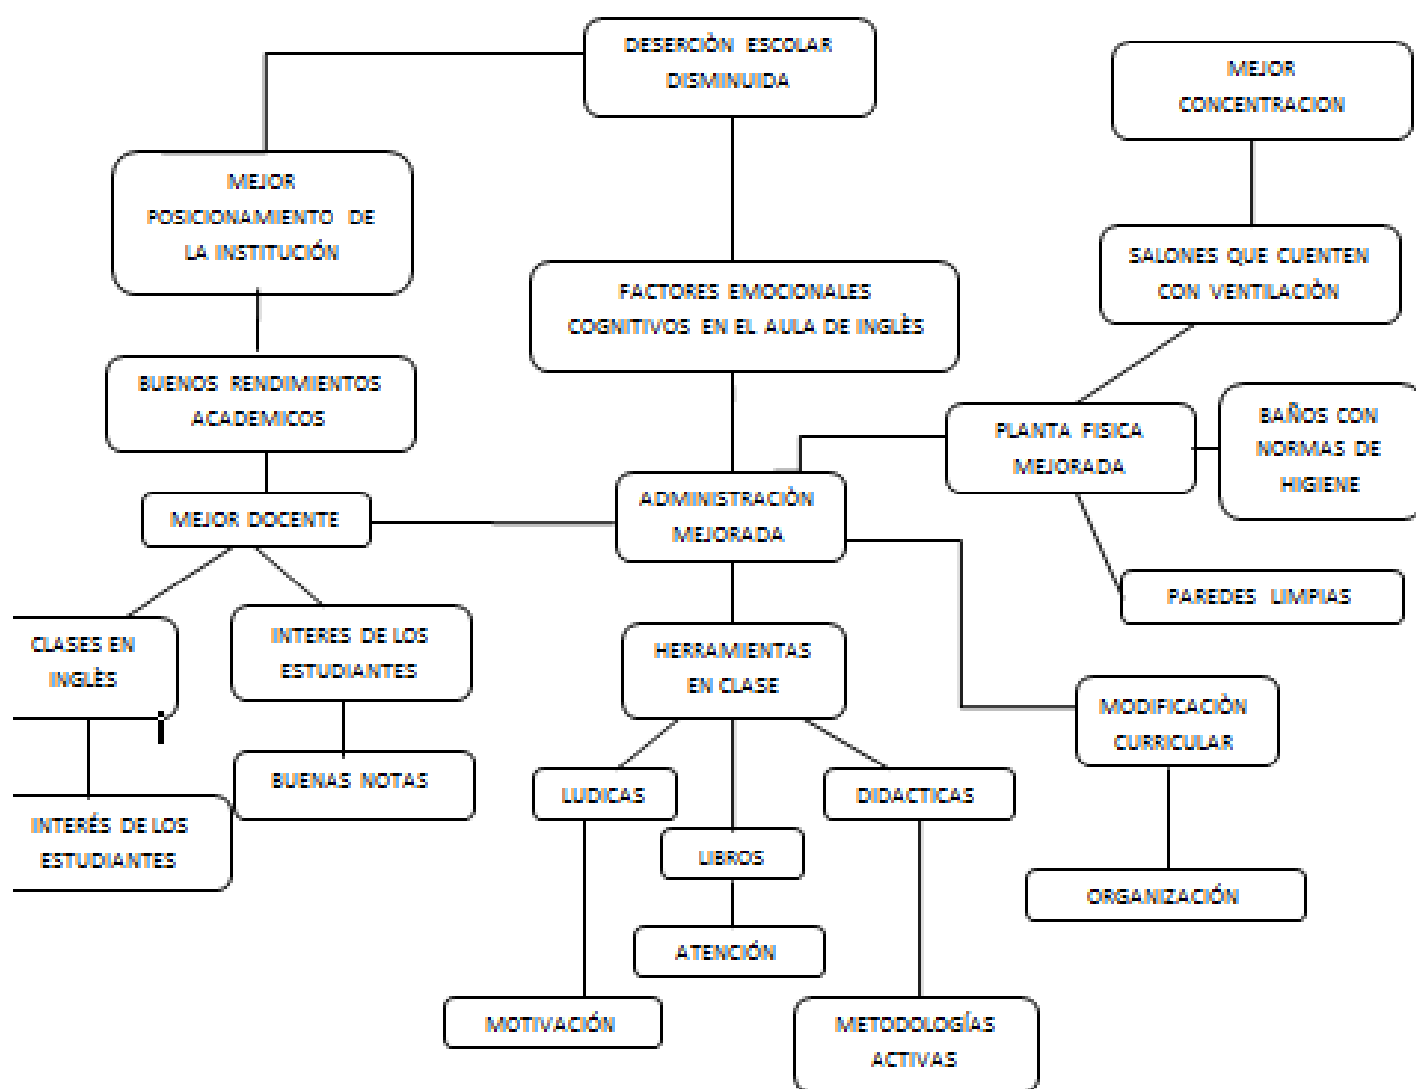 DESERCIÒN ESCOLAR
DISMINUIDA
MEJOR
CONCENTRACION
MEJOR
POSICIONAMIENTO DE
LA INSTITUCIÓN
SALONES QUE CUENTEN
CON VENTILACIÒN
FACTORES EMOCIONALES
COGNITIVOS EN EL AULA DE INGLÈS
BUENOS RENDIMIENTOS
ACADEMICOS
PLANTA FISICA
MEJORADA
BAÑOS CON
NORMAS DE
HIGIENE
MEJOR DOCENTE
ADMINISTRACIÒN
MEJORADA
PAREDES LIMPIAS
CLASES EN
INGLÈS
INTERES DE LOS
ESTUDIANTES
HERRAMIENTAS
EN CLASE
MODIFICACIÒN
CURRICULAR
BUENAS NOTAS
LUDICAS
DIDACTICAS
INTERÉS DE LOS
ESTUDIANTES
LIBROS
ORGANIZACIÓN
ATENCIÓN
MOTIVACIÓN
METODOLOGÍAS
ACTIVAS